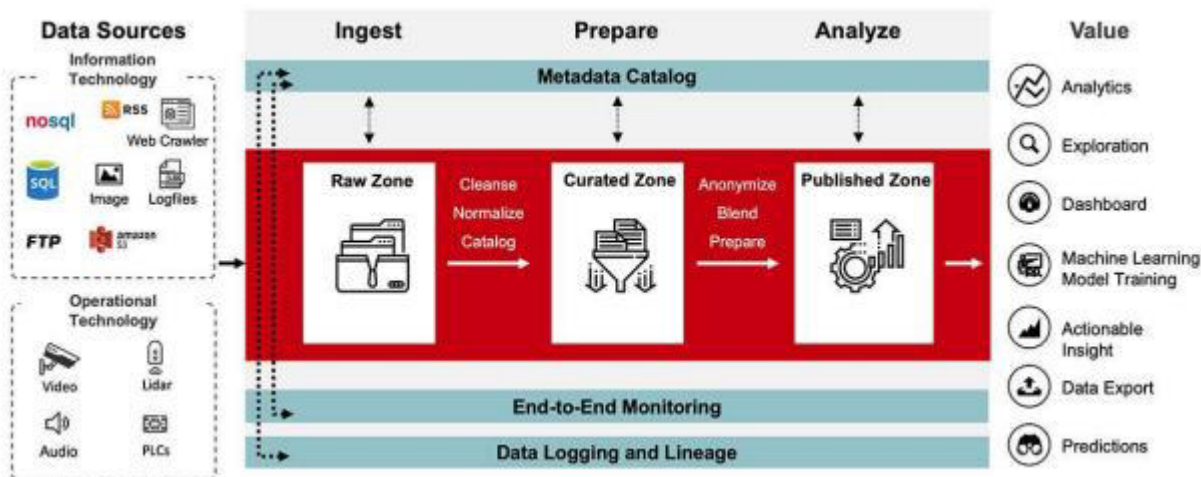 Data Sources
Ingest
Prepare
Analyze
Value
Information
Technology
nosql
RSS
Web Crawler
SQL
Image
Logfiles
FTP
amazon
S3
Operational
Technology
Video
Lidar
Audio
PLCs
Metadata Catalog
Raw Zone
Cleanse
Normalize
Catalog
Curated Zone
Anonymize
Blend
Prepare
Published Zone
End-to-End Monitoring
Data Logging and Lineage
Analytics
Exploration
Dashboard
Machine Learning
Model Training
Actionable
Insight
Data Export
Predictions